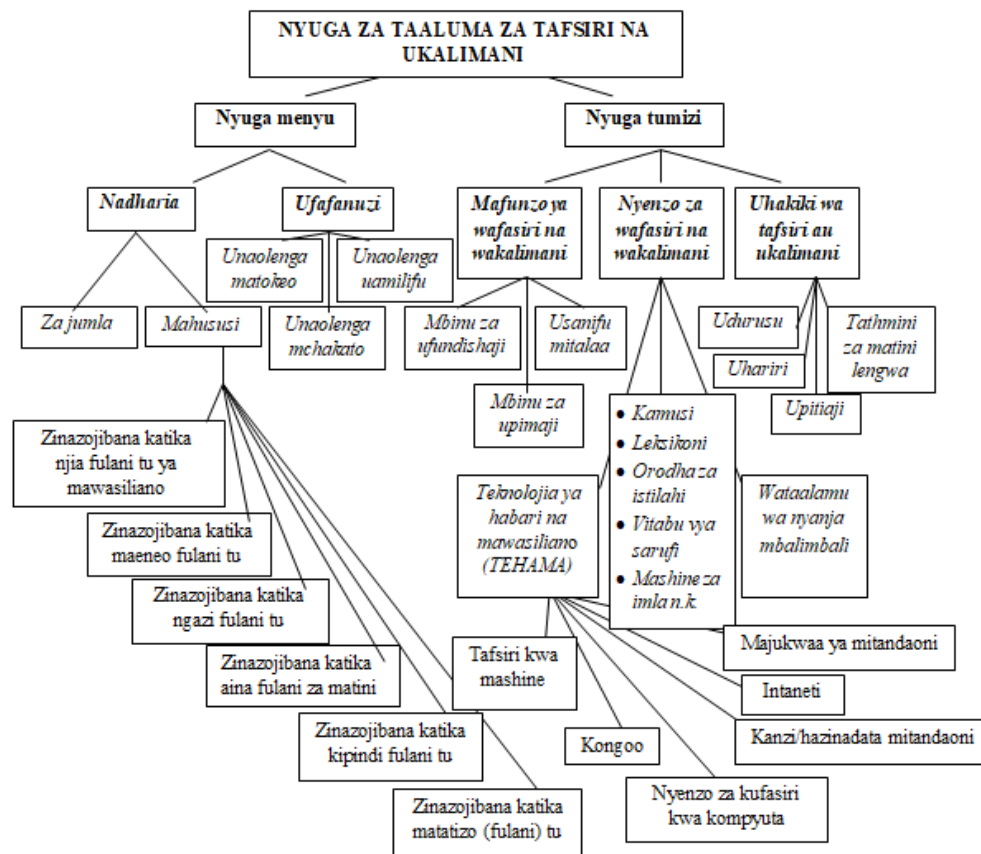 NYUGA ZA TAALUMA ZA TAFSIRI NA
UKALIMANI
Nyuga menyu
Nyuga tumizi
Nadharia
Ufafanuzi
Mafunzo ya
wafasiri na
wakalimani
Nyenzo za
wafasiri na
wakalimani
Uhakiki wa
tafsiri au
ukalimani
Unaolenga
matokeo
Unaolenga
uamilifu
Za jumla
Mahususi
Unaolenga
mchakato
Mbinu za
ufundishaji
Usanifu
mitalaa
Mbinu za
upimaji
Udurusu
Uhariri
Upitiaji
Tathmini
za matini
lengwa
Zinazojibana katika
njia fulani tu ya
mawasiliano
Zinazojibana katika
maeneo fulani tu
Zinazojibana katika
ngazi fulani tu
Zinazojibana katika
aina fulani za matini
Zinazojibana katika
kipindi fulani tu
Zinazojibana katika
matatizo (fulani) tu
Teknolojia ya
habari na
mawasiliano
(TEHAMA)
• Kamusi
• Leksikoni
• Orodha za
istilahi
• Vitabu vya
sarufi
• Mashine za
imla n.k.
Wataalamu
wa nyanja
mbalimbali
Tafsiri kwa
mashine
Kongoo
Nyenzo za kufasiri
kwa kompyuta
Kanzi/hazinadata mitandaoni
Intaneti
Majukwaa ya mitandaoni